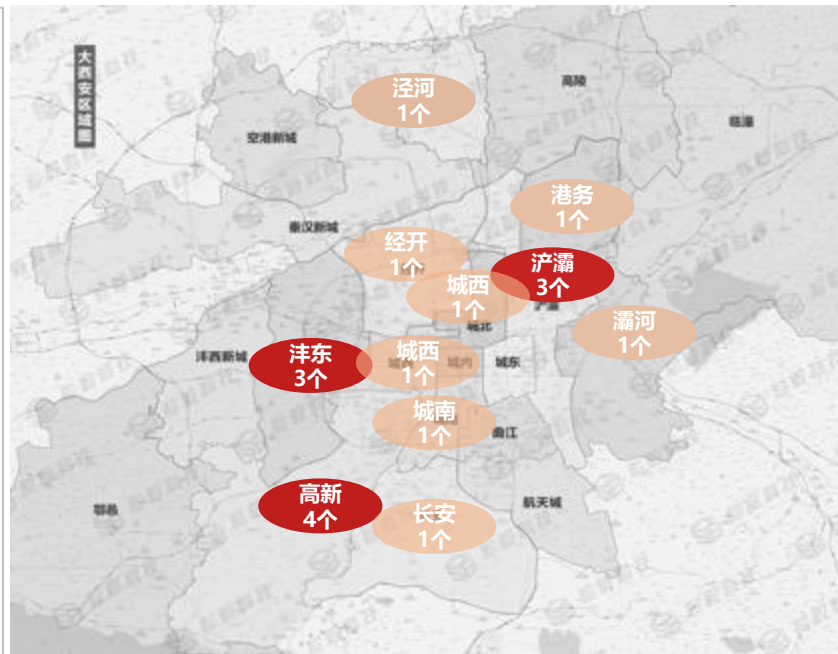 大西安区域图
泾河
1个
高陵
临潼
空港新城
港务
1个
秦汉新城
经开
1个
浐灞
3个
城西
1个
灞河
1个
城北
沣西新城
沣东
3个
城西
1个
城内
城东
城南
1个
曲江
高新
4个
长安
1个
航天城
鄠邑